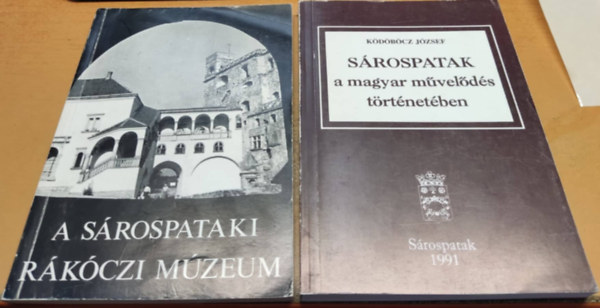 A SÁROSPATAKI
RÁKÓCZI MÚZEUM
KÓDOBÓCZ JÓZSEF
SÁROSPATAK
a magyar művelődés
történetében
Sárospatak
1991